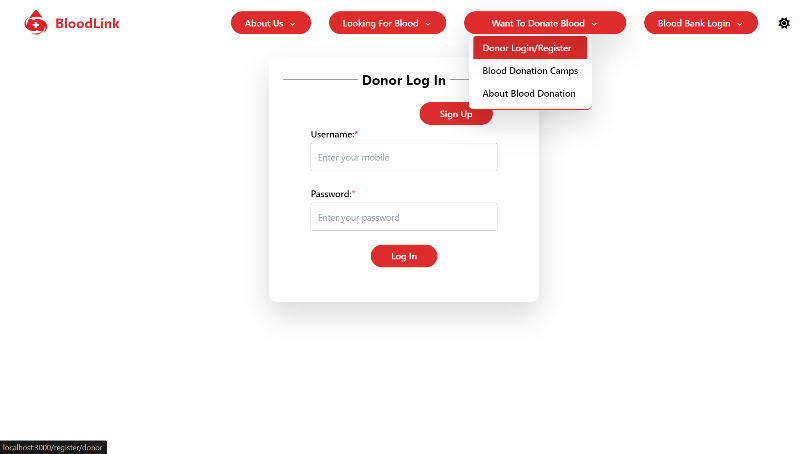 BloodLink
About Us
Looking For Blood
Want To Donate Blood
Blood Bank Login
Donor Login/Register
Blood Donation Camps
About Blood Donation
Donor Log In
Sign Up
Username:*
Enter your mobile
Password:*
Enter your password
Log In
localhost:3000/register/donor